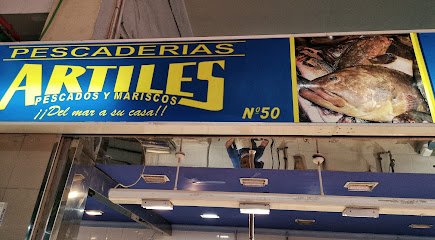 PESCADERIAS
ARTILES
PESCADOS Y MARISCOS
¡¡Del mar a su casa!!
Nº50